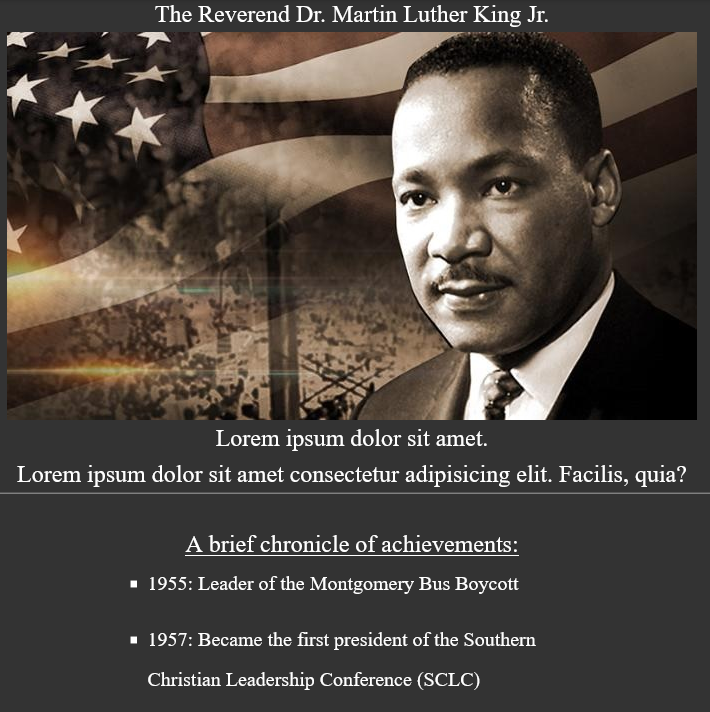 The Reverend Dr. Martin Luther King Jr.
Lorem ipsum dolor sit amet.
Lorem ipsum dolor sit amet consectetur adipisicing elit. Facilis, quia?
A brief chronicle of achievements:
1955: Leader of the Montgomery Bus Boycott
1957: Became the first president of the Southern
Christian Leadership Conference (SCLC)